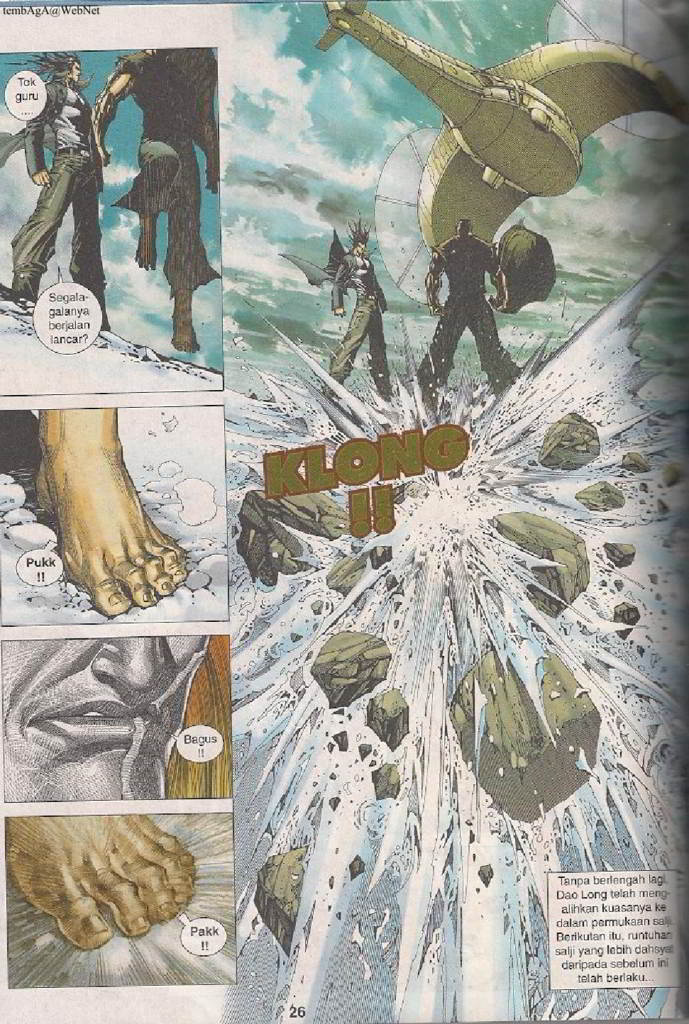 tembAgA@WebNet
Tok
guru
....
Segala-
galanya
berjalan
lancar?
Pukk
!!
Bagus
!!
Pakk
!!
KLONG
!!
Tanpa berlengah lagi,
Dao Long telah meng-
alihkan kuasanya ke
dalam permukaan salji.
Berikutan itu, runtuhan
salji yang lebih dahsyat
daripada sebelum ini
telah berlaku...
26